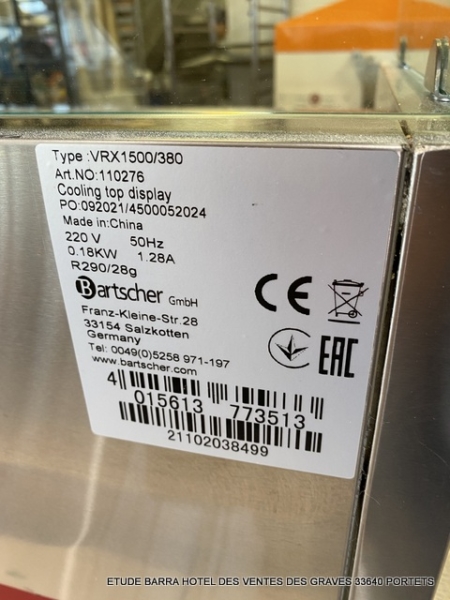 Type :VRX1500/380
Art.NO:110276
Cooling top display
PO:092021/4500052024
Made in:China
220 V 50Hz
0.18KW 1.28A
R290/28g
Bartscher GmbH
Franz-Kleine-Str.28
33154 Salzkotten
Germany
Tel: 0049(0)5258 971-197
www.bartscher.com
CE
EAC
4 015613 773513
21102038499
ETUDE BARRA HOTEL DES VENTES DES GRAVES 33640 PORTETS